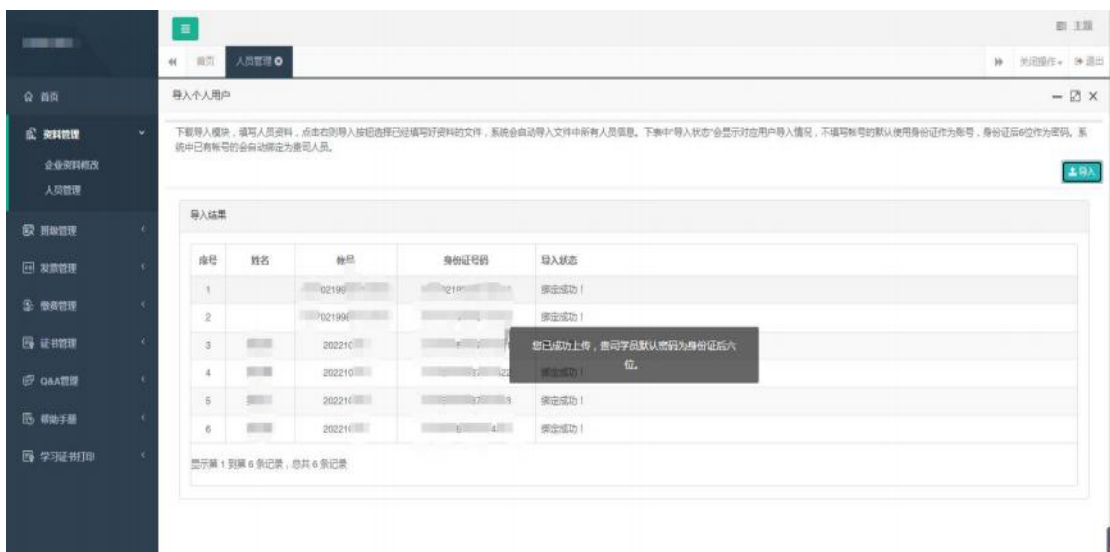 主题
首页
人员管理
关闭操作
退出
首页
资料管理
企业资料修改
人员管理
班级管理
发票管理
缴费管理
证书管理
Q&A管理
帮助手册
学习证书打印
导入个人用户
下载导入模块，填写人员资料，点击右则导入按钮选择已经填写好资料的文件，系统会自动导入文件中所有人员信息。下表中“导入状态”会显示对应用户导入情况，不填写帐号的默认使用身份证作为账号，身份证后6位作为密码。系
统中已有帐号的会自动绑定为贵司人员。
导入
导入结果
序号 姓名 帐号 身份证号码 导入状态
1 绑定成功！
2 绑定成功！
3 202210
您已成功上传，贵司学员默认密码为身份证后六
位。
4 202210 绑定成功！
5 绑定成功！
6 绑定成功！
显示第 1 到第 6 条记录，总共 6 条记录